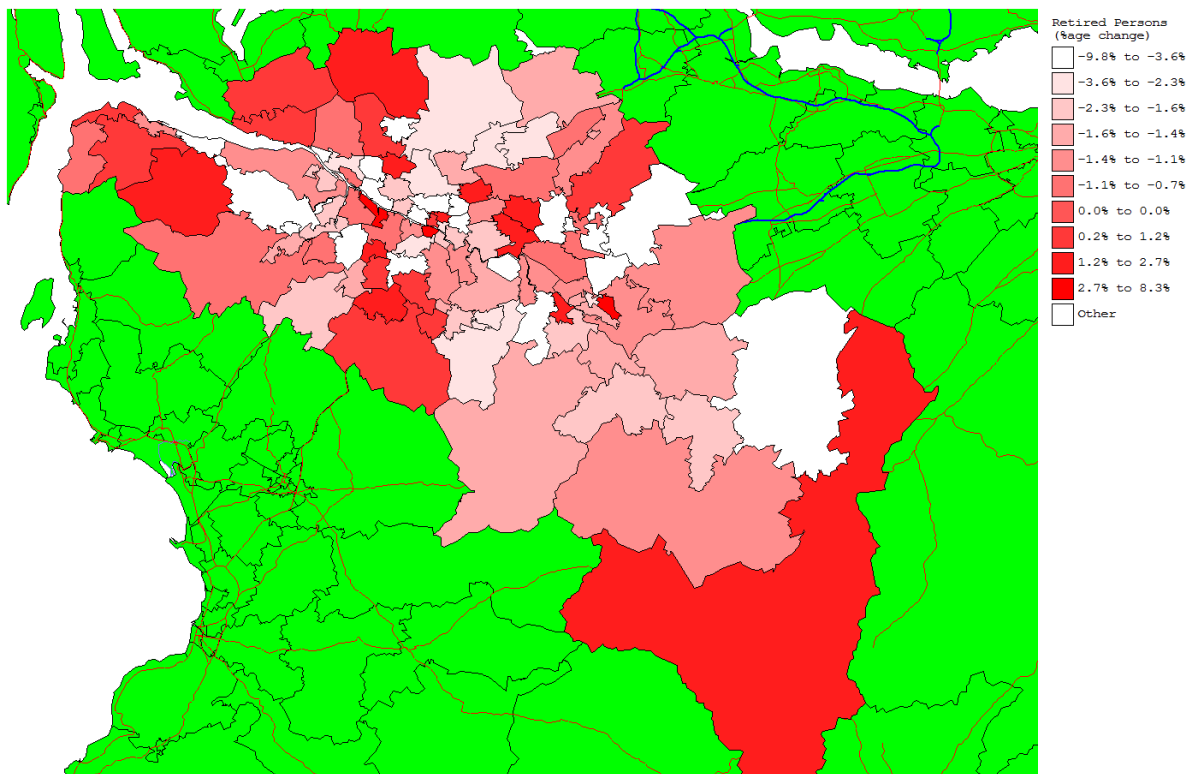 Retired Persons
(%age change)
-9.8% to -3.6%
-3.6% to -2.3%
-2.3% to -1.6%
-1.6% to -1.4%
-1.4% to -1.1%
-1.1% to -0.7%
0.0% to 0.0%
0.2% to 1.2%
1.2% to 2.7%
2.7% to 8.3%
Other